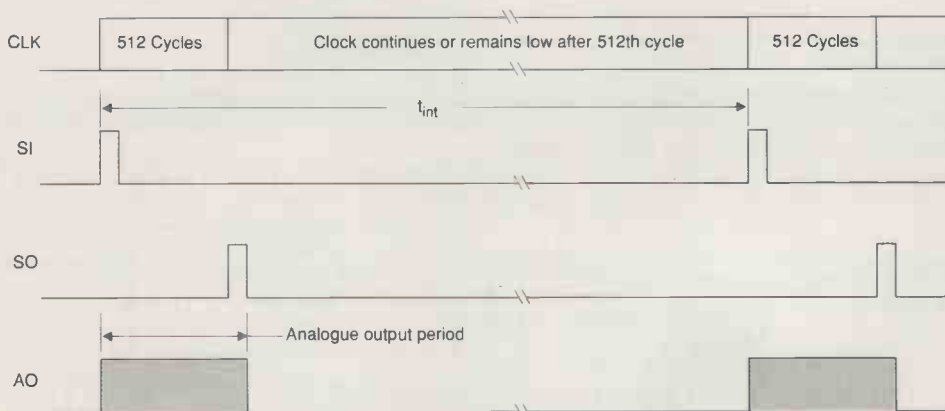 CLK
512 Cycles
Clock continues or remains low after 512th cycle
512 Cycles
tint
SI
SO
Analogue output period
AO